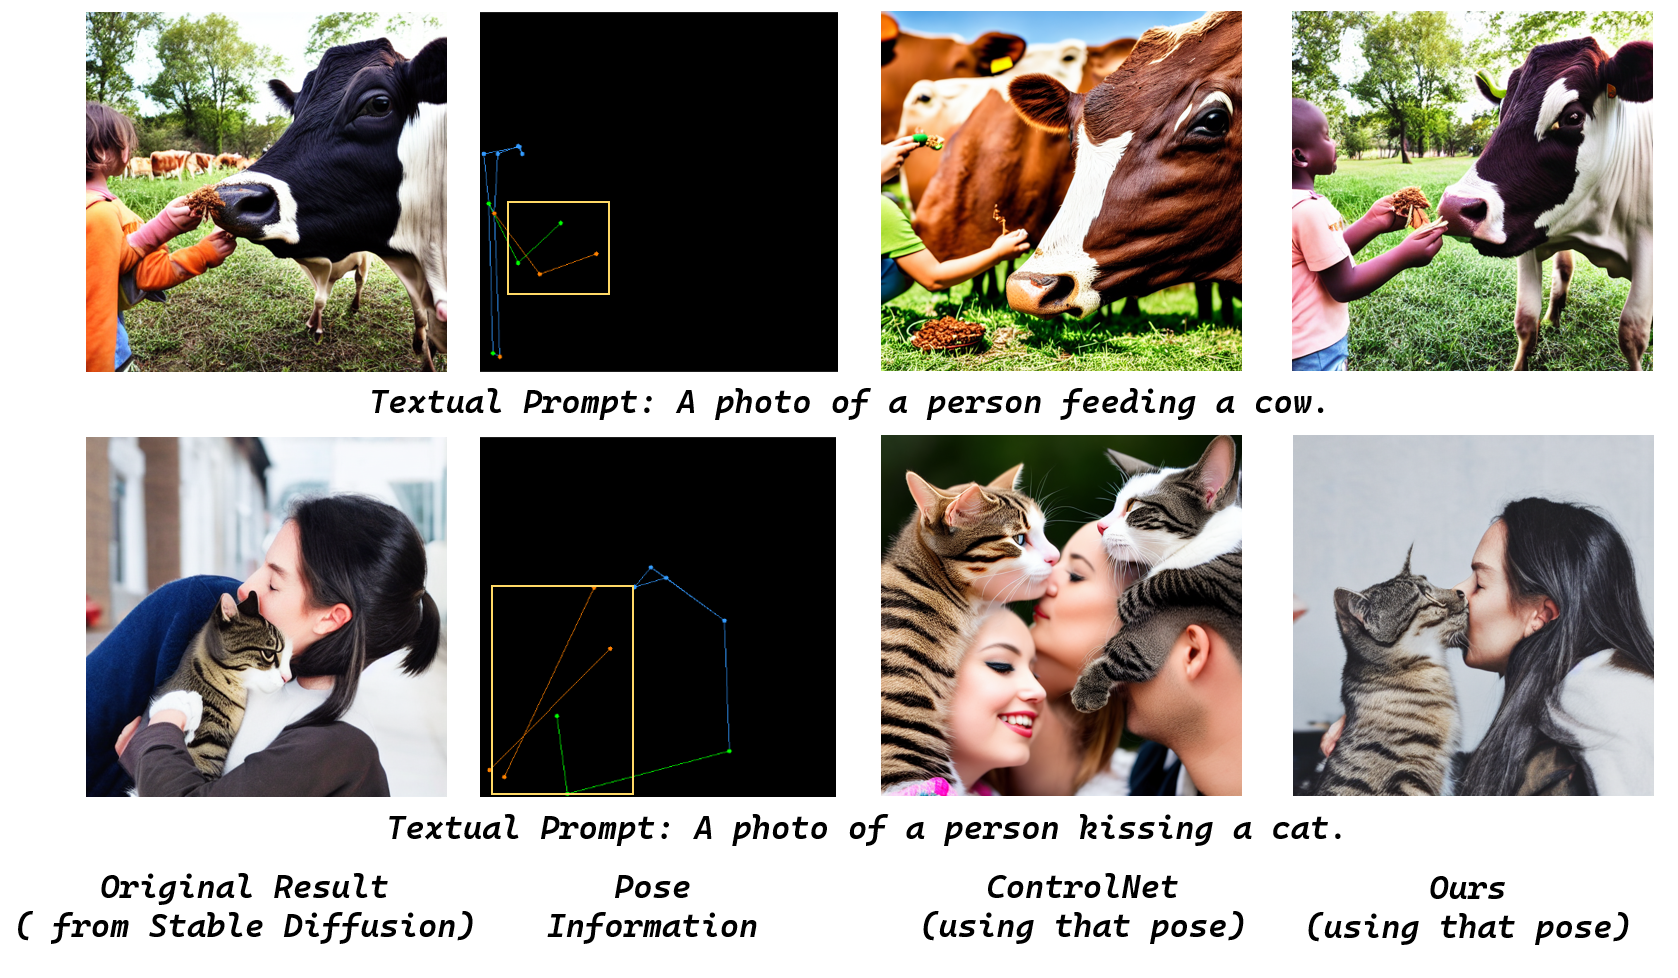 Textual Prompt: A photo of a person feeding a cow.
Textual Prompt: A photo of a person kissing a cat.
Original Result
( from Stable Diffusion)
Pose
Information
ControlNet
(using that pose)
Ours
(using that pose)